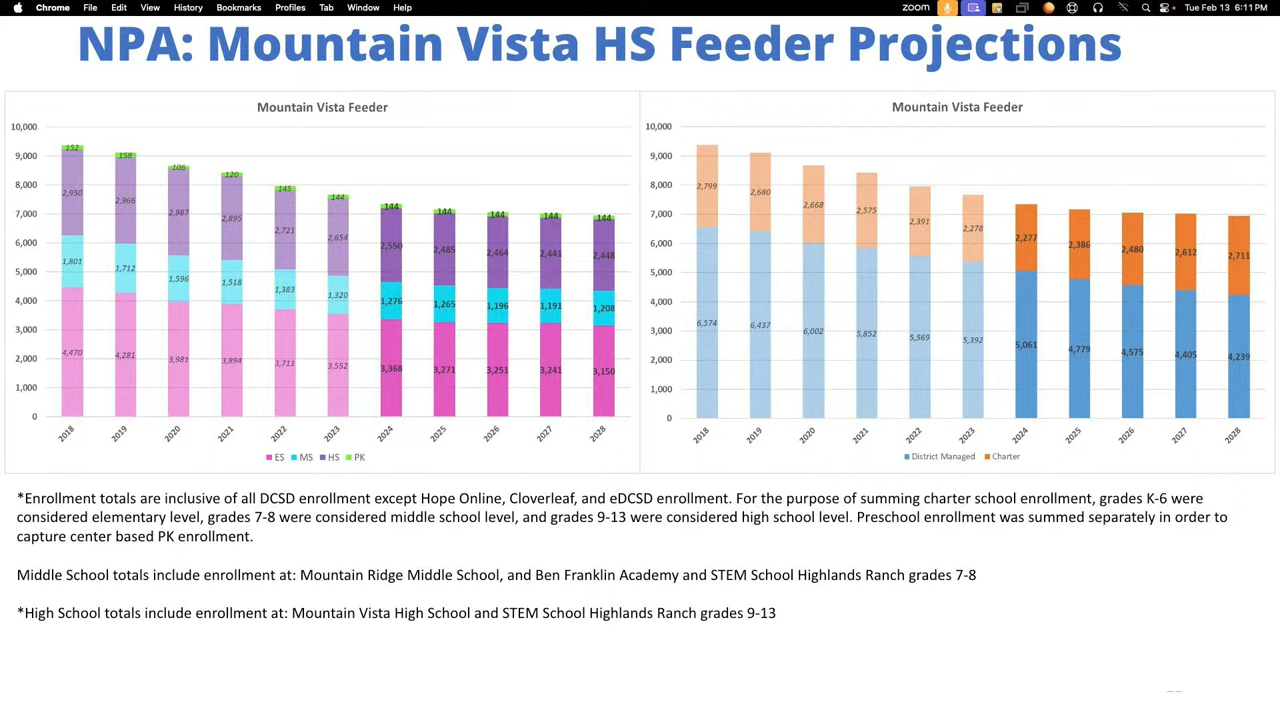 Chrome File Edit View History Bookmarks Profiles Tab Window Help zoom Tue Feb 13 6:11 PM
NPA: Mountain Vista HS Feeder Projections
Mountain Vista Feeder
10,000
9,000
8,000
7,000
6,000
5,000
4,000
3,000
2,000
1,000
0
152 158 106 120 145 144 144 144 144 144 144
2,950 2,966 2,987 2,895 2,721 2,654 2,550 2,485 2,464 2,441 2,448
1,801 1,712 1,596 1,518 1,383 1,320 1,276 1,265 1,196 1,191 1,208
4,470 4,281 3,981 3,894 3,711 3,552 3,368 3,271 3,251 3,241 3,150
2018 2019 2020 2021 2022 2023 2024 2025 2026 2027 2028
ES MS HS PK
Mountain Vista Feeder
10,000
9,000
8,000
7,000
6,000
5,000
4,000
3,000
2,000
1,000
0
2,799 2,680 2,668 2,575 2,391 2,278 2,277 2,386 2,480 2,612 2,711
6,574 6,437 6,002 5,852 5,569 5,392 5,061 4,779 4,575 4,405 4,239
2018 2019 2020 2021 2022 2023 2024 2025 2026 2027 2028
District Managed Charter
*Enrollment totals are inclusive of all DCSD enrollment except Hope Online, Cloverleaf, and eDCSD enrollment. For the purpose of summing charter school enrollment, grades K-6 were
considered elementary level, grades 7-8 were considered middle school level, and grades 9-13 were considered high school level. Preschool enrollment was summed separately in order to
capture center based PK enrollment.
Middle School totals include enrollment at: Mountain Ridge Middle School, and Ben Franklin Academy and STEM School Highlands Ranch grades 7-8
*High School totals include enrollment at: Mountain Vista High School and STEM School Highlands Ranch grades 9-13